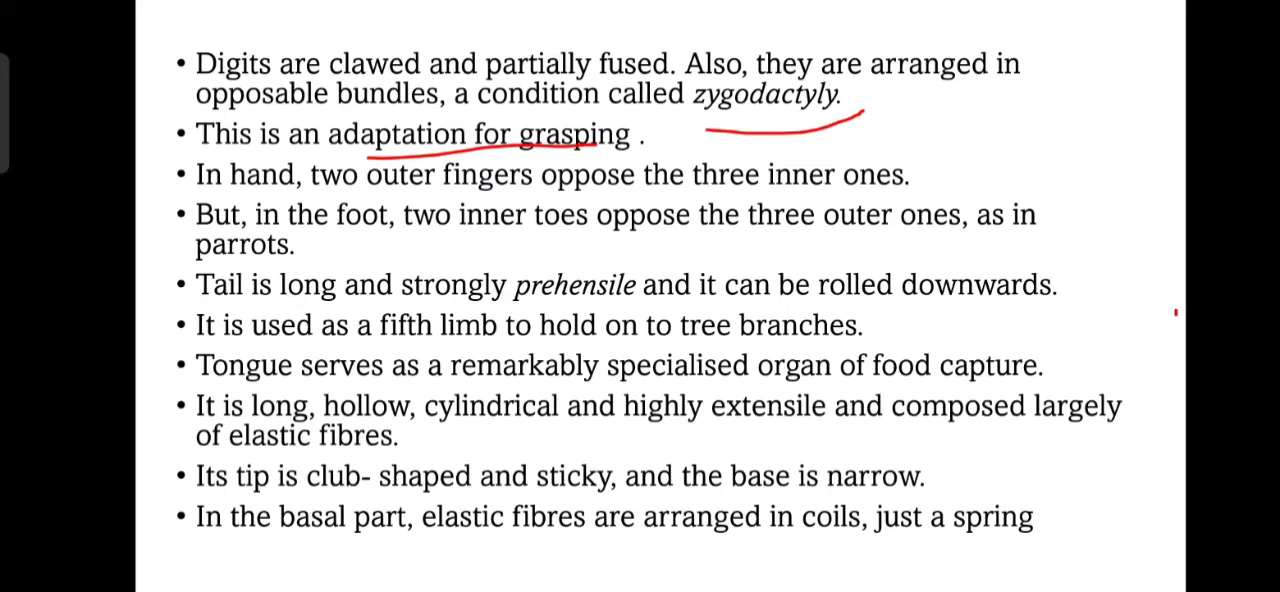 • Digits are clawed and partially fused. Also, they are arranged in
opposable bundles, a condition called zygodactyly.
• This is an adaptation for grasping .
• In hand, two outer fingers oppose the three inner ones.
• But, in the foot, two inner toes oppose the three outer ones, as in
parrots.
• Tail is long and strongly prehensile and it can be rolled downwards.
• It is used as a fifth limb to hold on to tree branches.
• Tongue serves as a remarkably specialised organ of food capture.
• It is long, hollow, cylindrical and highly extensile and composed largely
of elastic fibres.
• Its tip is club- shaped and sticky, and the base is narrow.
• In the basal part, elastic fibres are arranged in coils, just a spring